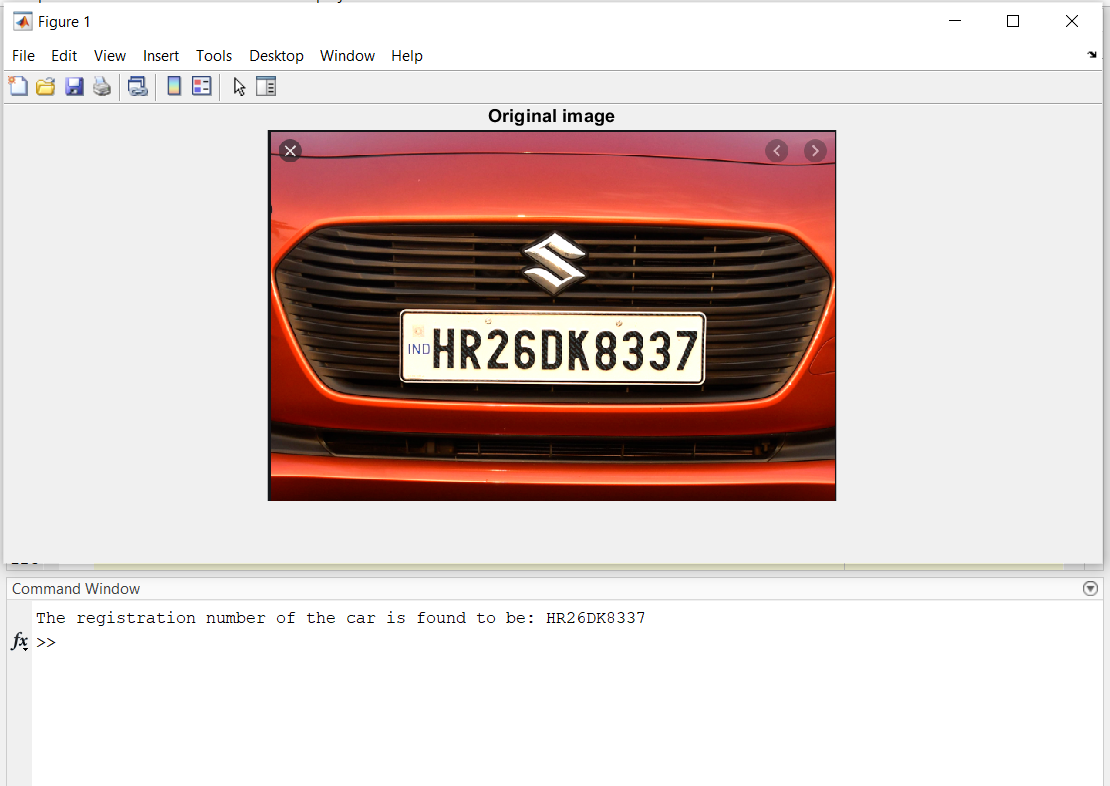 Figure 1
File Edit View Insert Tools Desktop Window Help
Original image
IND HR26DK8337
Command Window
The registration number of the car is found to be: HR26DK8337
fx >>